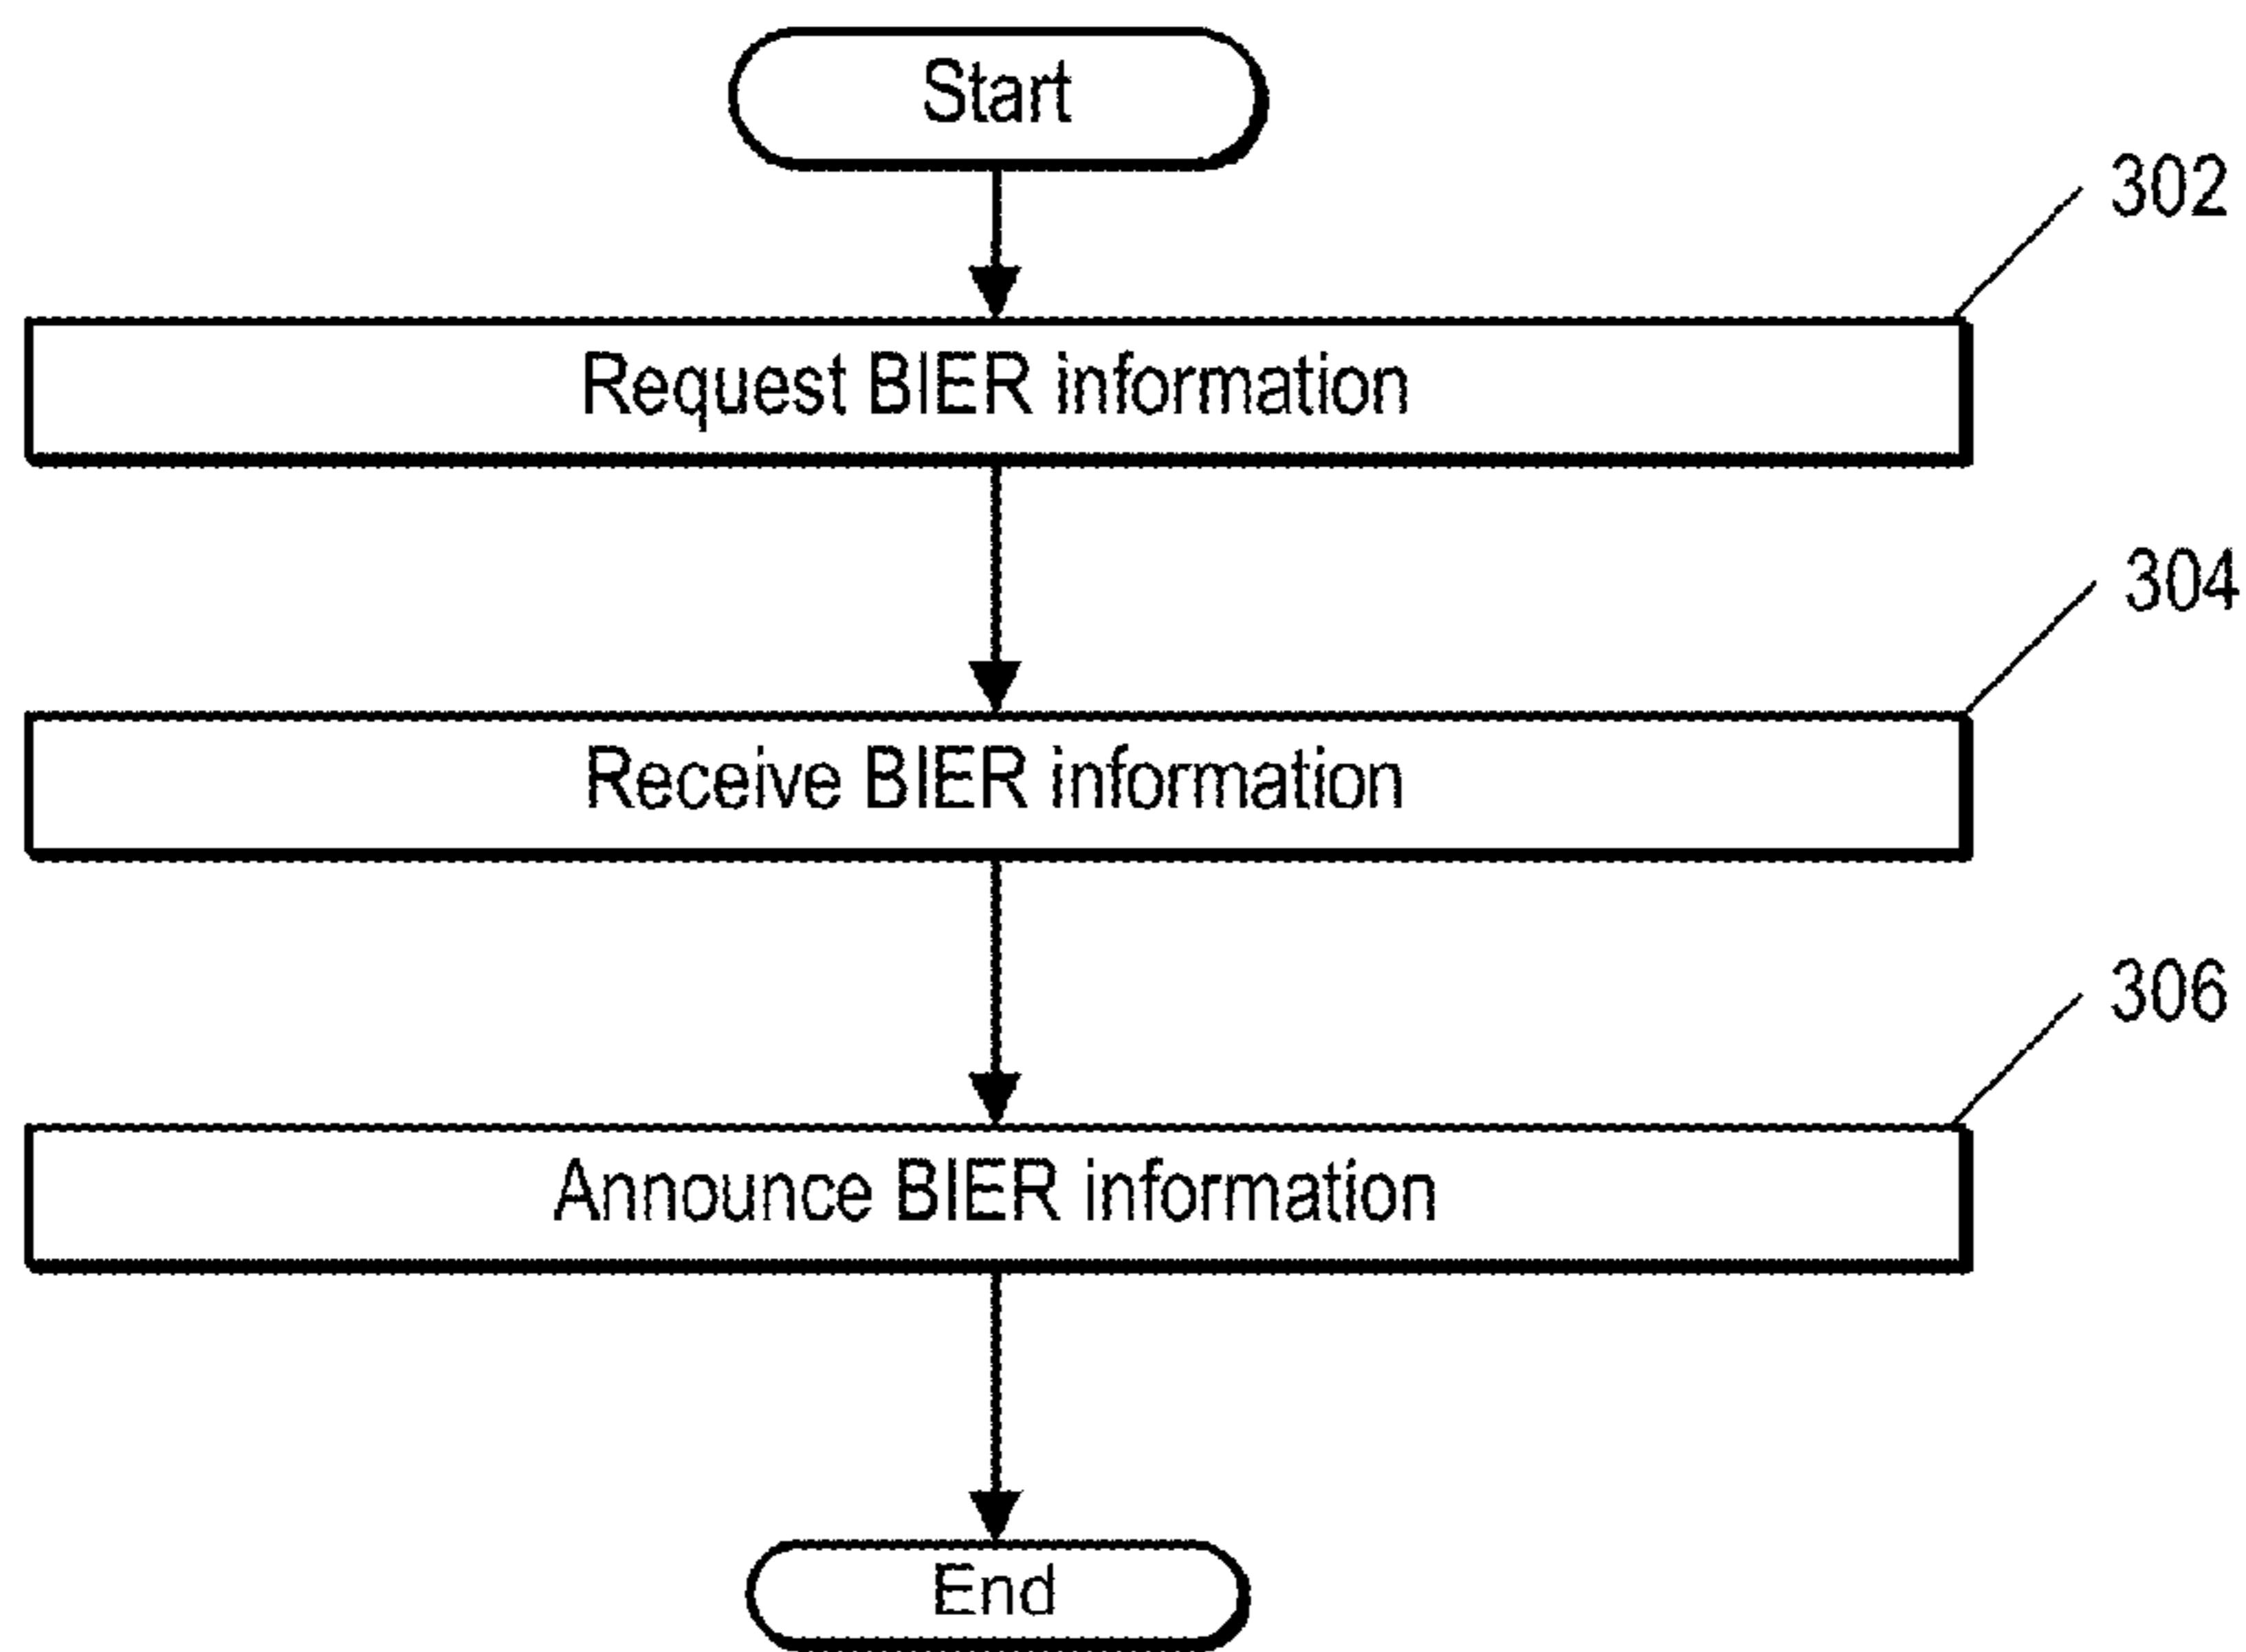 Start
302
Request BIER information
304
Receive BIER information
306
Announce BIER information
End